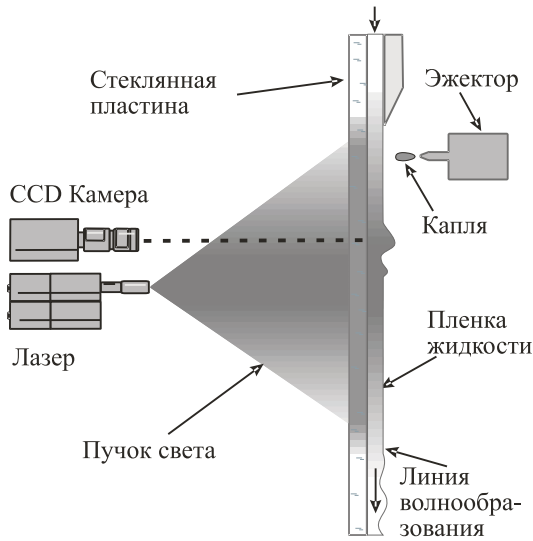 Стеклянная
пластина
Эжектор
CCD Камера
Капля
Лазер
Пленка
жидкости
Пучок света
Линия
волнообра-
зования